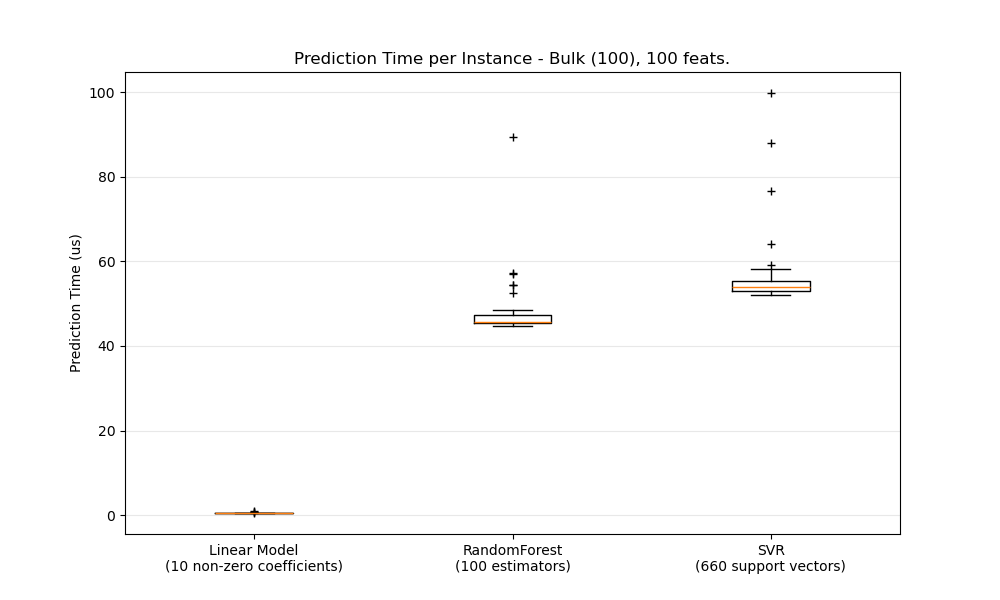 Prediction Time per Instance - Bulk (100), 100 feats.
100
80
60
40
20
0
Prediction Time (us)
Linear Model
(10 non-zero coefficients)
RandomForest
(100 estimators)
SVR
(660 support vectors)